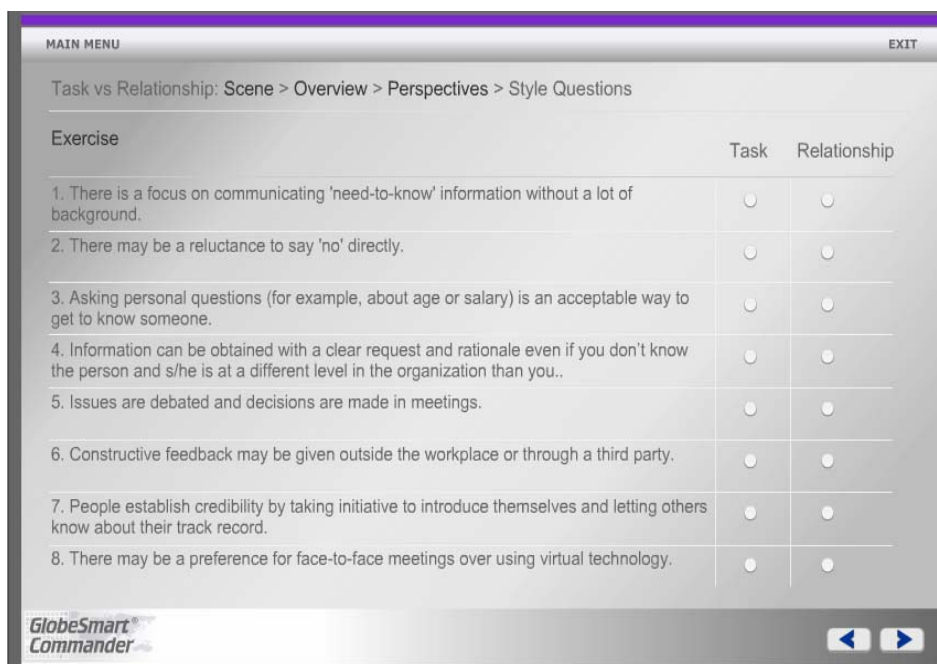 MAIN MENU
EXIT
Task vs Relationship: Scene > Overview > Perspectives > Style Questions
Exercise
Task
Relationship
1. There is a focus on communicating 'need-to-know' information without a lot of
background.
2. There may be a reluctance to say 'no' directly.
3. Asking personal questions (for example, about age or salary) is an acceptable way to
get to know someone.
4. Information can be obtained with a clear request and rationale even if you don't know
the person and s/he is at a different level in the organization than you..
5. Issues are debated and decisions are made in meetings.
6. Constructive feedback may be given outside the workplace or through a third party.
7. People establish credibility by taking initiative to introduce themselves and letting others
know about their track record.
8. There may be a preference for face-to-face meetings over using virtual technology.
GlobeSmart®
Commander